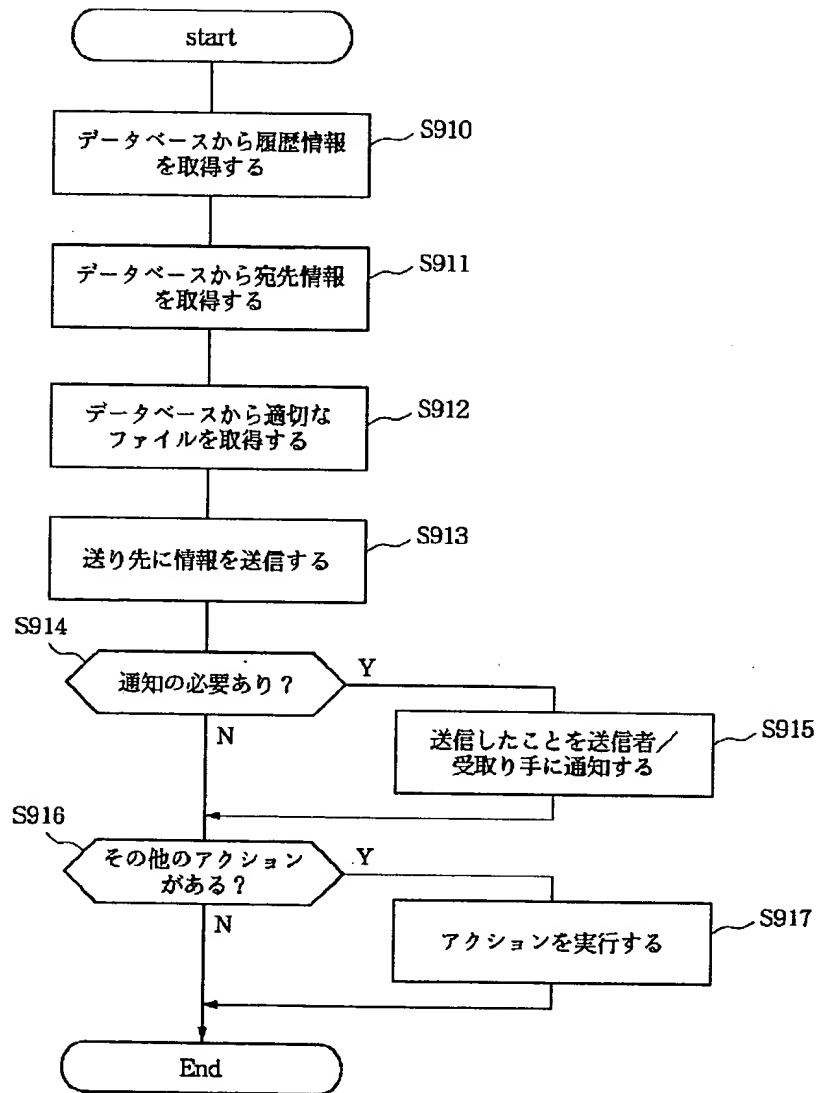 start
データベースから履歴情報
を取得する
S910
データベースから宛先情報
を取得する
S911
データベースから適切な
ファイルを取得する
S912
送り先に情報を送信する
S913
S914
通知の必要あり?
Y
N
送信したことを送信者/
受取り手に通知する
S915
S916
その他のアクション
がある?
Y
N
アクションを実行する
S917
End